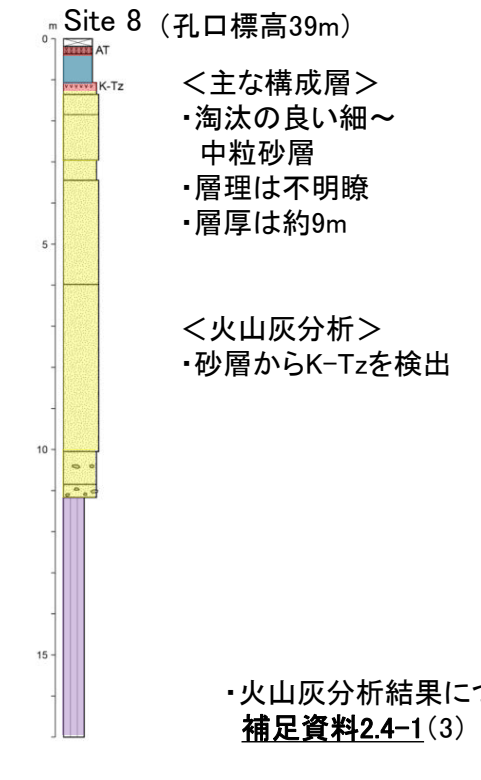 Site 8 (孔口標高39m)
m
0
AT
K-Tz
5
10
15
<主な構成層>
・淘汰の良い細~
中粒砂層
・層理は不明瞭
・層厚は約9m
<火山灰分析>
・砂層からK-Tzを検出
・火山灰分析結果に
補足資料2.4-1(3)